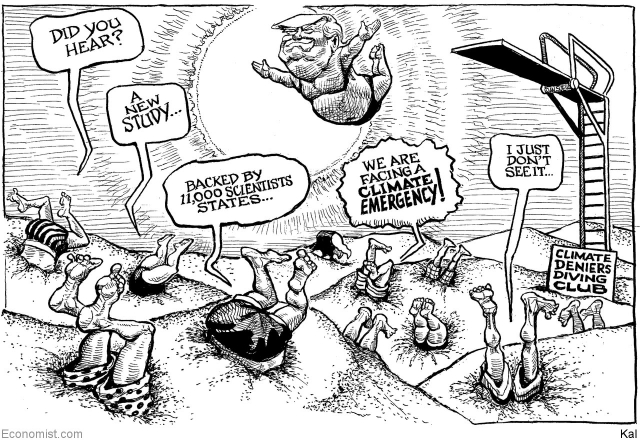 DID YOU
HEAR?
A
NEW
STUDY...
BACKED BY
11,000 SCIENTISTS
STATES...
WE ARE
FACING A
CLIMATE
EMERGENCY!
I JUST
DON'T
SEE IT...
CLIMATE
DENIERS
DIVING
CLUB
Economist.com
Kal